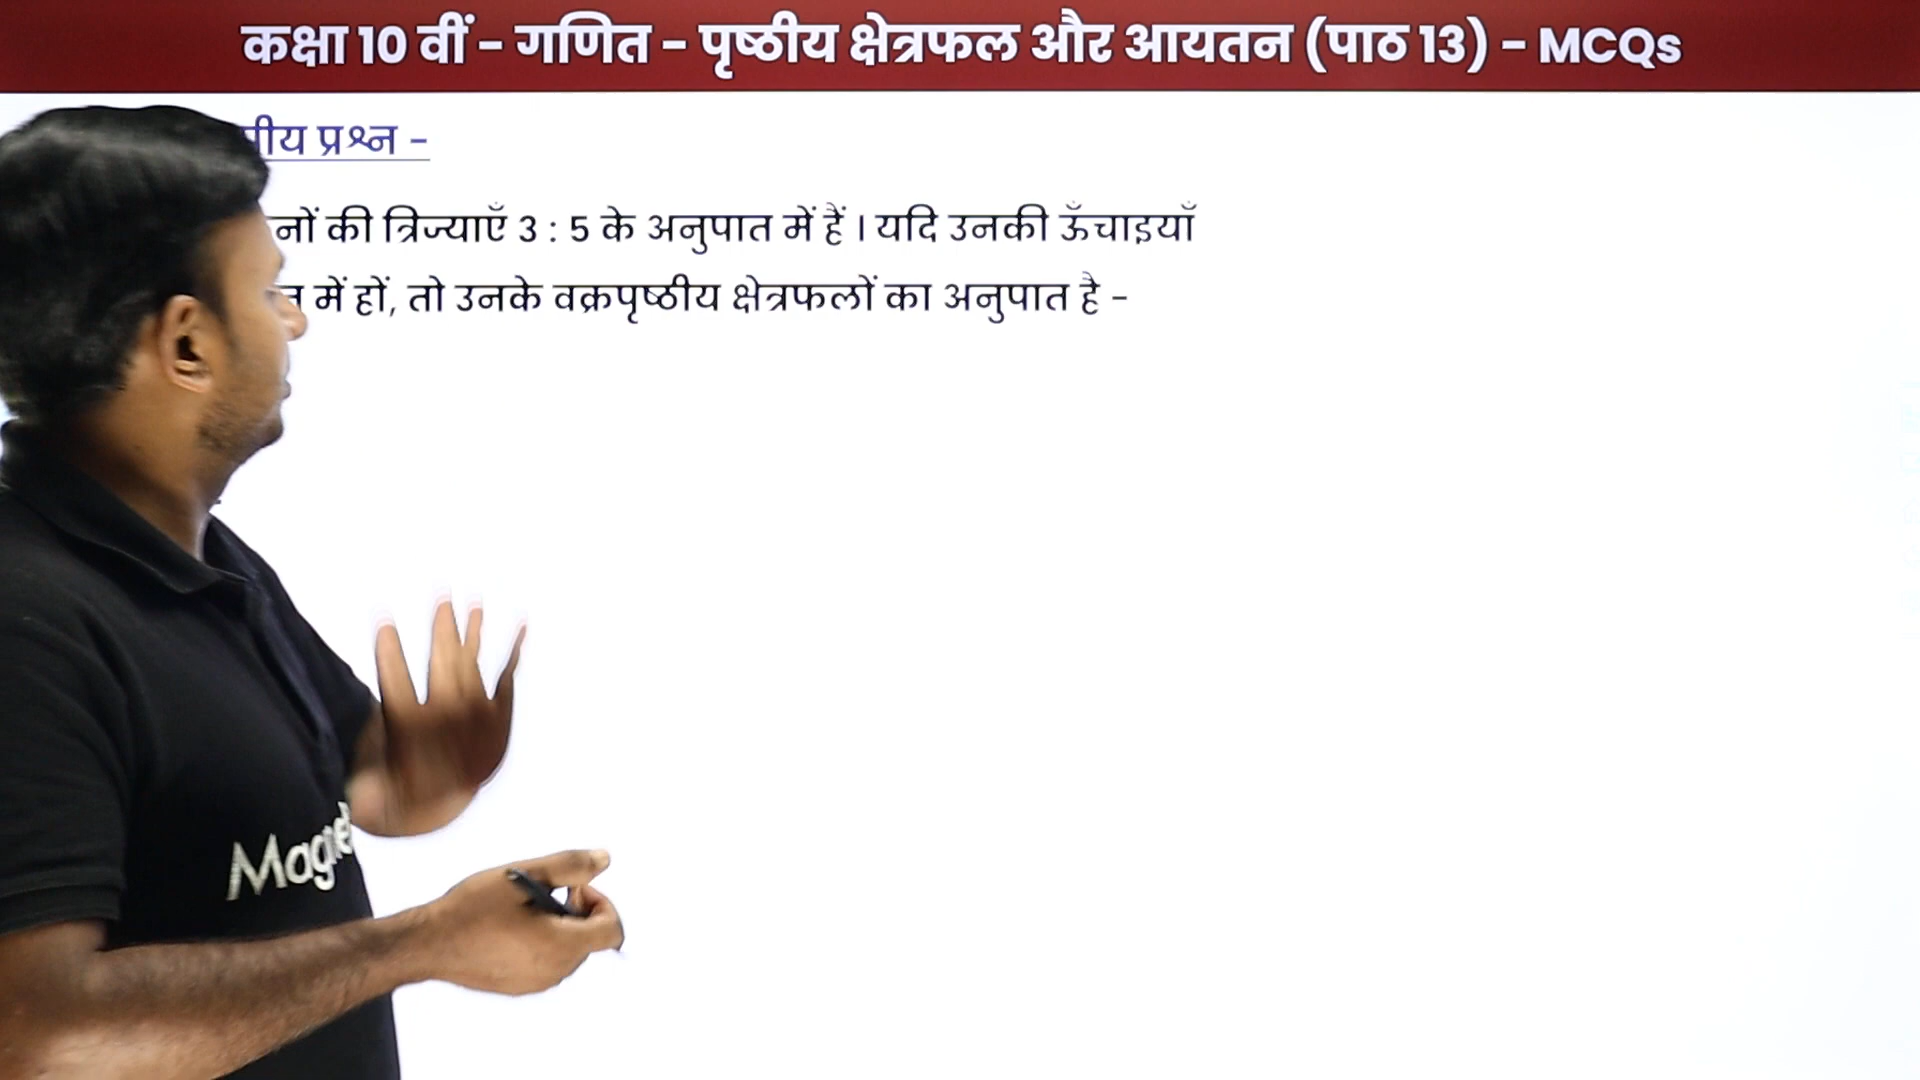 कक्षा 10 वीं – गणित – पृष्ठीय क्षेत्रफल और आयतन (पाठ 13) – MCQs
प्रश्न –
की त्रिज्याएँ 3 : 5 के अनुपात में हैं । यदि उनकी ऊँचाइयाँ
में हों, तो उनके वक्रपृष्ठीय क्षेत्रफलों का अनुपात है –